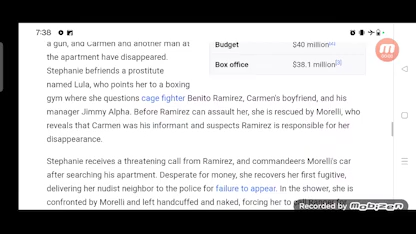 7:38
a gun, and Carmen and another man at
the apartment have disappeared.
Stephanie befriends a prostitute
named Lula, who points her to a boxing
gym where she questions cage fighter Benito Ramirez, Carmen's boyfriend, and his
manager Jimmy Alpha. Before Ramirez can assault her, she is rescued by Morelli, who
reveals that Carmen was his informant and suspects Ramirez is responsible for her
disappearance.
Budget $40 million[2]
Box office $38.1 million[3]
Stephanie receives a threatening call from Ramirez, and commandeers Morelli's car
after searching his apartment. Desperate for money, she recovers her first fugitive,
delivering her nudist neighbor to the police for failure to appear. In the shower, she is
confronted by Morelli and left handcuffed and naked, forcing her to
Recorded by
Mobizen